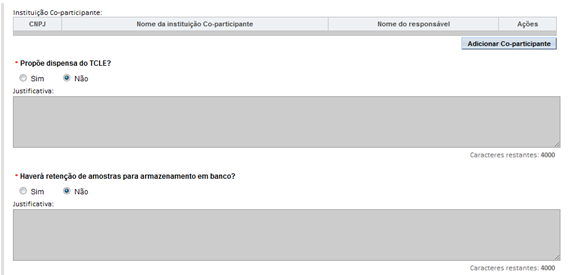 Instituição Co-participante:
CNPJ Nome da instituição Co-participante Nome do responsável Ações
Adicionar Co-participante
* Propõe dispensa do TCLE?
Sim Não
Justificativa:
Caracteres restantes: 4000
* Haverá retenção de amostras para armazenamento em banco?
Sim Não
Justificativa:
Caracteres restantes: 4000